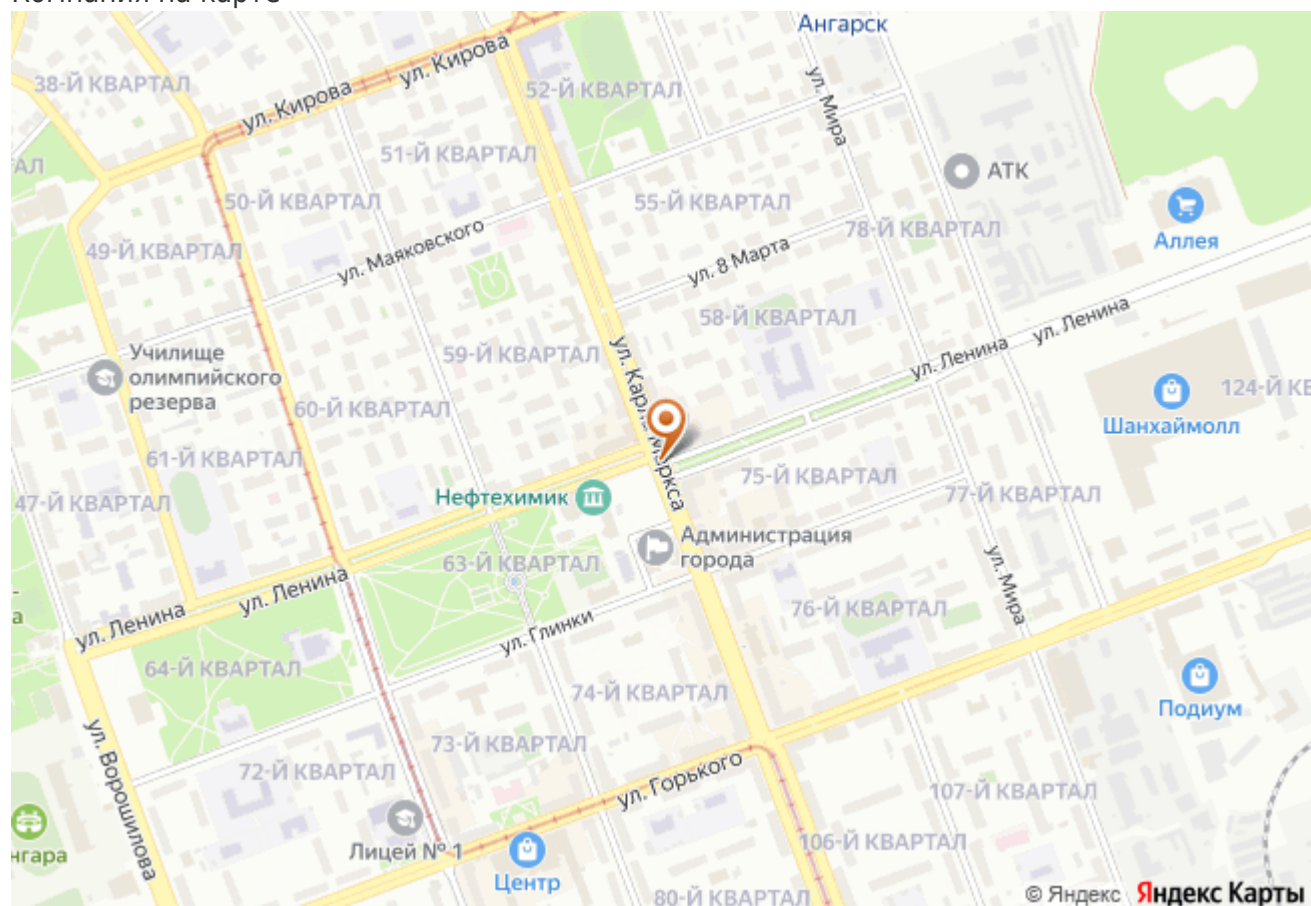 Компания на карте
Ангарск
ул. Кирова
ул. Кирова
38-Й КВАРТАЛ
52-Й КВАРТАЛ
ул. Мира
51-Й КВАРТАЛ
АТК
50-Й КВАРТАЛ
55-Й КВАРТАЛ
78-Й КВАРТАЛ
Аллея
49-Й КВАРТАЛ
ул. Маяковского
ул. 8 Марта
58-Й КВАРТАЛ
ул. Ленина
ул. Ленина
59-Й КВАРТАЛ
ул. Карла Маркса
Училище
олимпийского
резерва
60-Й КВАРТАЛ
124-Й КВ
Шанхаймолл
61-Й КВАРТАЛ
75-Й КВАРТАЛ
77-Й КВАРТАЛ
47-Й КВАРТАЛ
Нефтехимик
Администрация
города
63-Й КВАРТАЛ
ул. Ленина
ул. Ленина
ул. Мира
76-Й КВАРТАЛ
ул. Глинки
64-Й КВАРТАЛ
74-Й КВАРТАЛ
Подиум
73-Й КВАРТАЛ
ул. Ворошилова
72-Й КВАРТАЛ
ул. Горького
107-Й КВАРТАЛ
нгара
Лицей № 1
106-Й КВАРТАЛ
Центр
80-Й КВАРТАЛ
© Яндекс Яндекс Карты